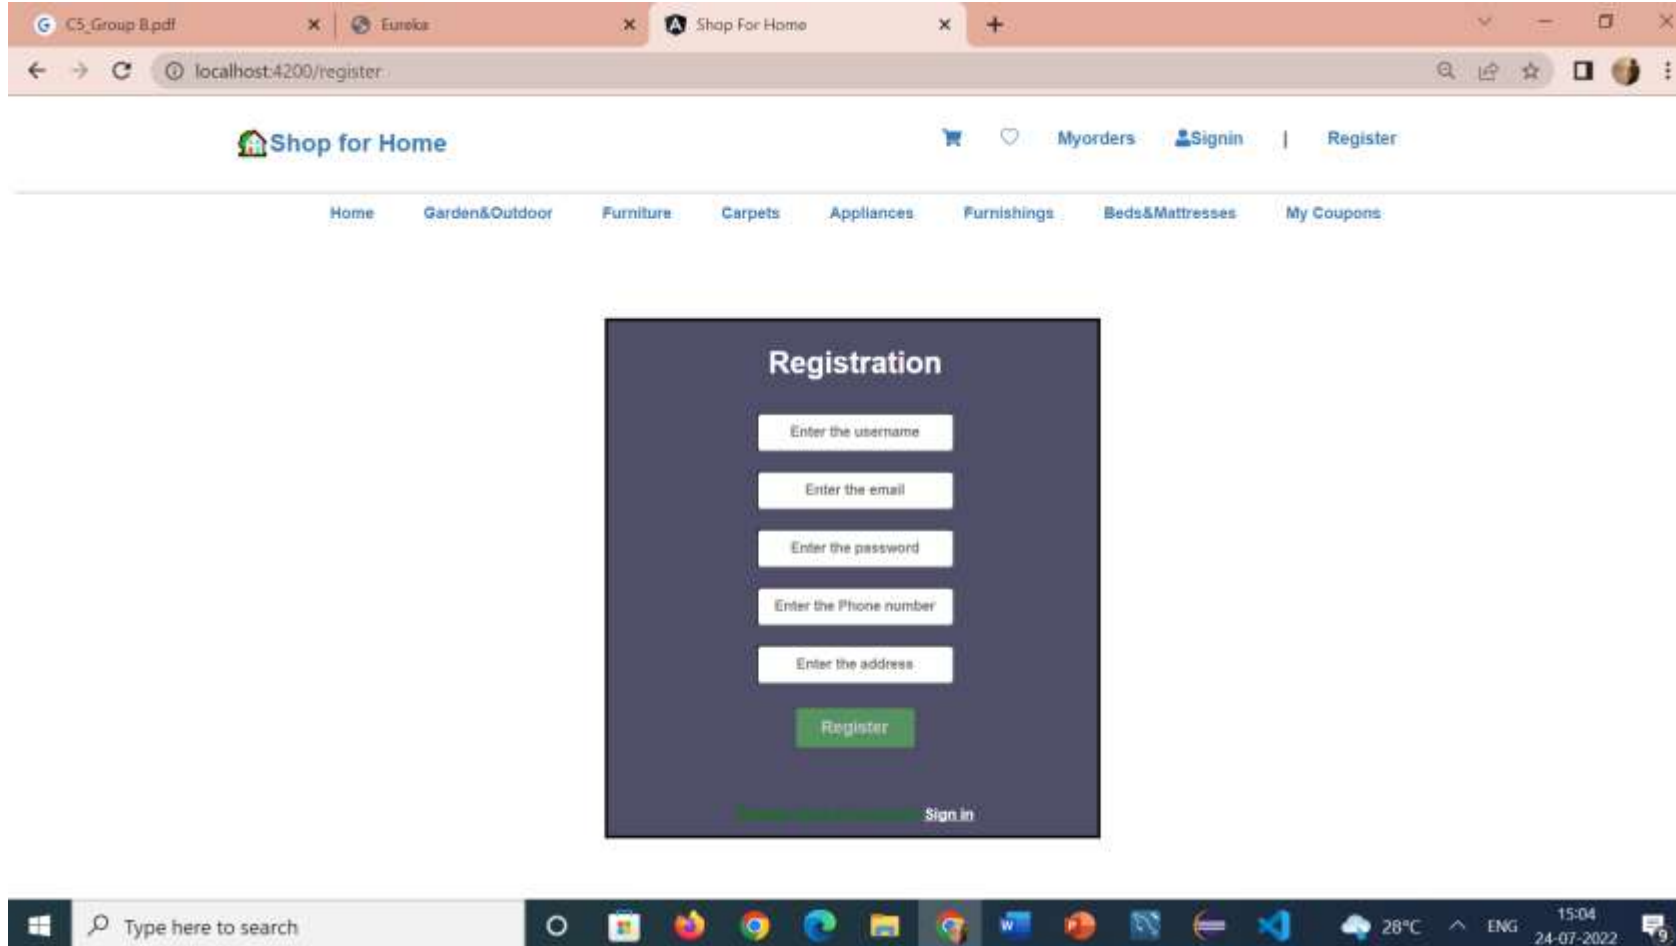 C5_Group B.pdf
Eureka
Shop For Home
localhost:4200/register
Shop for Home
Myorders Signin | Register
Home Garden&Outdoor Furniture Carpets Appliances Furnishings Beds&Mattresses My Coupons
Registration
Enter the username
Enter the email
Enter the password
Enter the Phone number
Enter the address
Register
Sign in
Type here to search
28°C ENG
15:04
24-07-2022
9